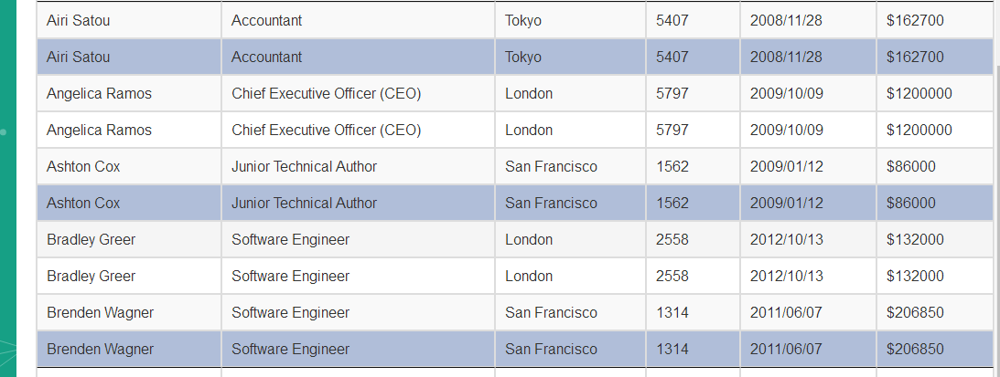 Airi Satou Accountant Tokyo 5407 2008/11/28 $162700
Airi Satou Accountant Tokyo 5407 2008/11/28 $162700
Angelica Ramos Chief Executive Officer (CEO) London 5797 2009/10/09 $1200000
Angelica Ramos Chief Executive Officer (CEO) London 5797 2009/10/09 $1200000
Ashton Cox Junior Technical Author San Francisco 1562 2009/01/12 $86000
Ashton Cox Junior Technical Author San Francisco 1562 2009/01/12 $86000
Bradley Greer Software Engineer London 2558 2012/10/13 $132000
Bradley Greer Software Engineer London 2558 2012/10/13 $132000
Brenden Wagner Software Engineer San Francisco 1314 2011/06/07 $206850
Brenden Wagner Software Engineer San Francisco 1314 2011/06/07 $206850